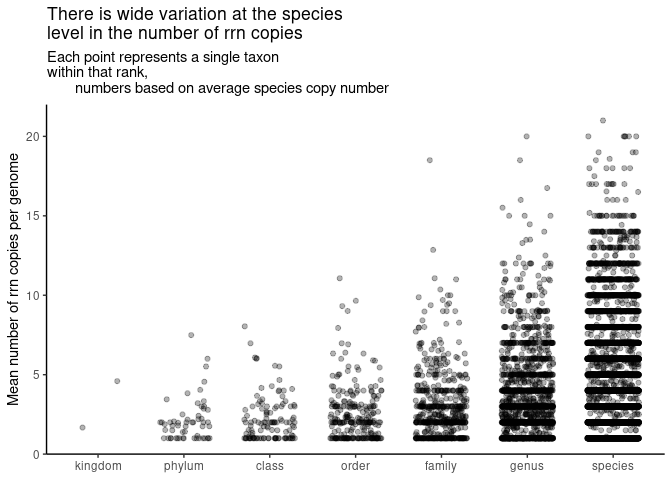 There is wide variation at the species
level in the number of rrn copies
Each point represents a single taxon
within that rank,
numbers based on average species copy number
Mean number of rrn copies per genome
20
15
10
5
0
kingdom phylum class order family genus species